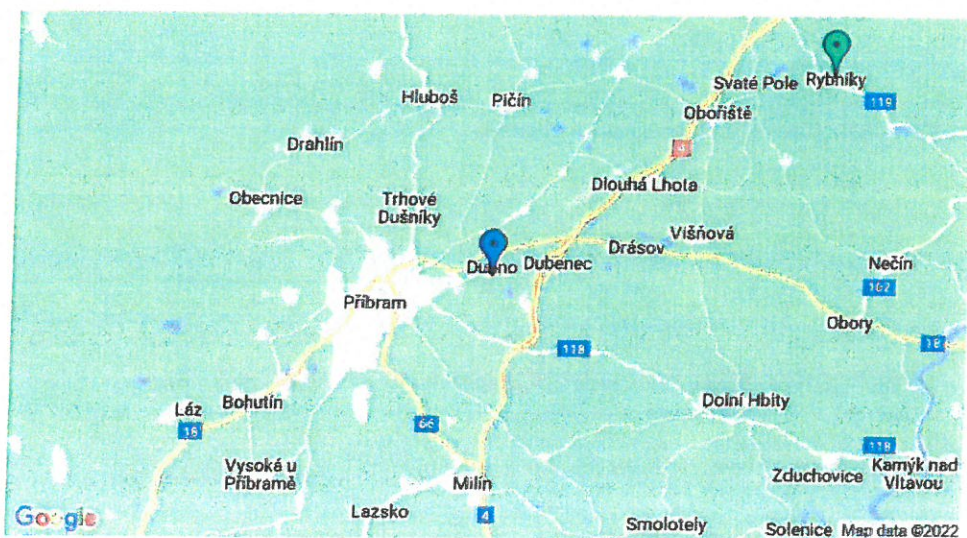 Svaté Pole
Rybníky
Hluboš
Pičín
119
Obořiště
Drahlín
4
Dlouhá Lhota
Obecnice
Trhové
Dušníky
Višňová
Drásov
Dubno
Dubenec
Nečín
102
Příbram
Obory
118
18
Láz
Bohutín
Dolní Hbity
18
66
118
Vysoká u
Příbramě
Milín
Zduchovice
Kamýk nad
Vltavou
Lazsko
Google
4
Smolotely
Solenice
Map data ©2022